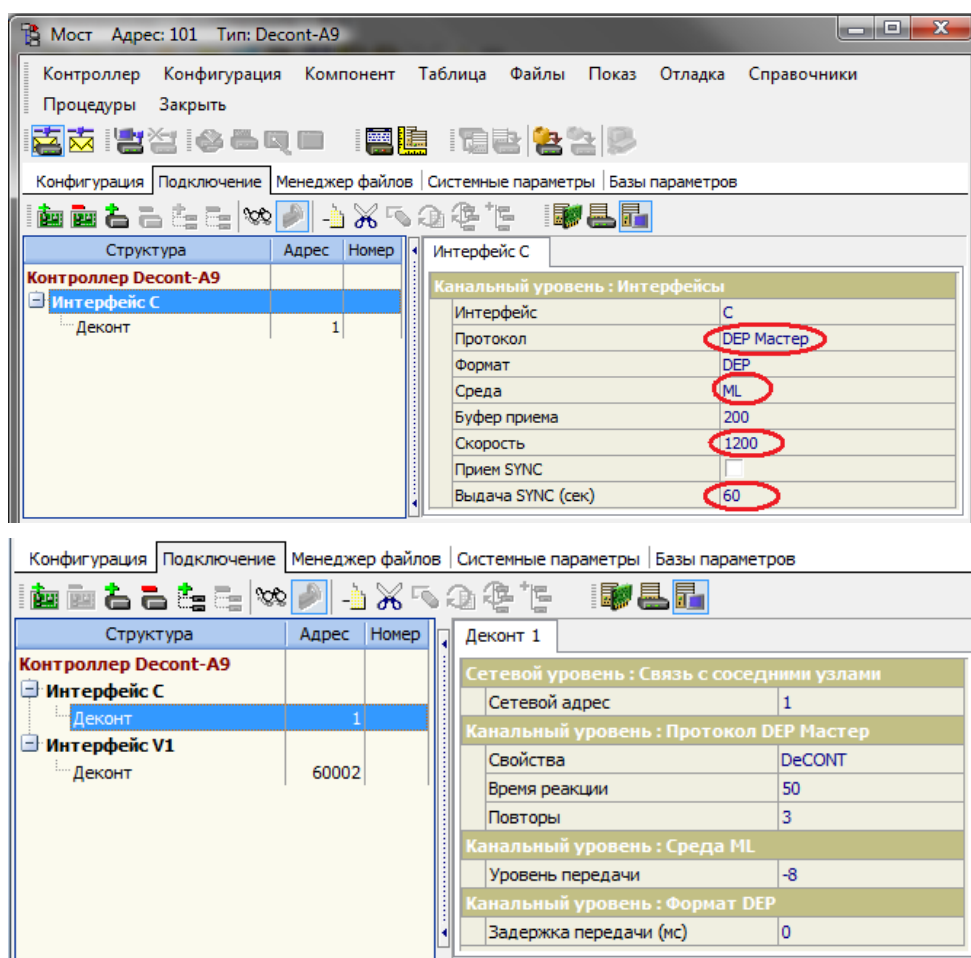 Мост Адрес: 101 Тип: Decont-A9
Контроллер Конфигурация Компонент Таблица Файлы Показ Отладка Справочники
Процедуры Закрыть
Конфигурация Подключение Менеджер файлов Системные параметры Базы параметров
Структура Адрес Номер
Контроллер Decont-A9
Интерфейс C
Деконт 1
Интерфейс C
Канальный уровень : Интерфейсы
Интерфейс C
Протокол DEP Мастер
Формат DEP
Среда ML
Буфер приема 200
Скорость 1200
Прием SYNC
Выдача SYNC (сек) 60
Конфигурация Подключение Менеджер файлов Системные параметры Базы параметров
Структура Адрес Номер
Контроллер Decont-A9
Интерфейс C
Деконт 1
Интерфейс V1
Деконт 60002
Деконт 1
Сетевой уровень : Связь с соседними узлами
Сетевой адрес 1
Канальный уровень : Протокол DEP Мастер
Свойства DeCONT
Время реакции 50
Повторы 3
Канальный уровень : Среда ML
Уровень передачи -8
Канальный уровень : Формат DEP
Задержка передачи (мс) 0